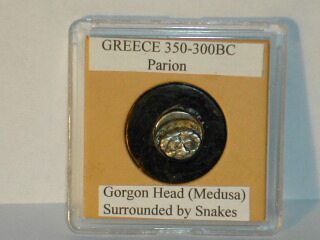 GREECE 350-300BC
Parion
Gorgon Head (Medusa)
Surrounded by Snakes